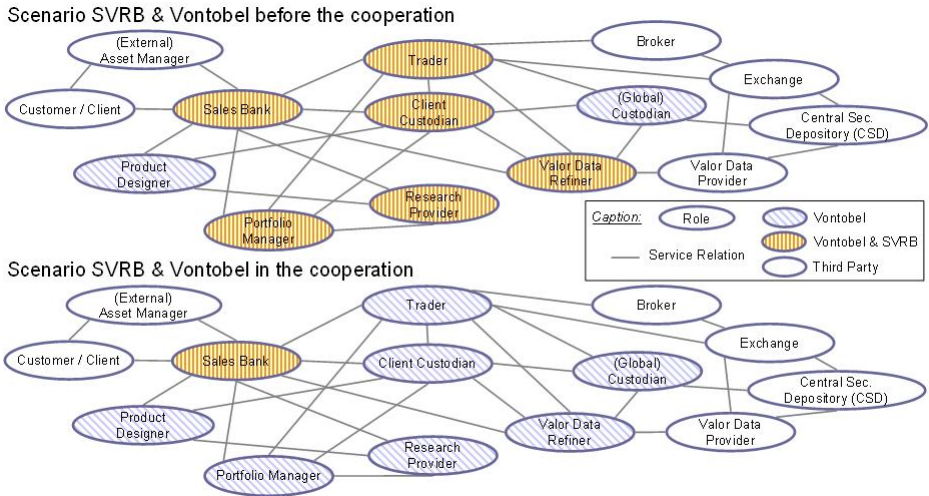 Scenario SVRB & Vontobel before the cooperation
(External)
Asset Manager
Trader
Broker
Exchange
Customer / Client
Sales Bank
Client
Custodian
(Global)
Custodian
Central Sec.
Depository (CSD)
Product
Designer
Valor Data
Refiner
Valor Data
Provider
Research
Provider
Portfolio
Manager
Caption:
Role
Vontobel
Service Relation
Vontobel & SVRB
Third Party
Scenario SVRB & Vontobel in the cooperation
(External)
Asset Manager
Trader
Broker
Exchange
Customer / Client
Sales Bank
Client Custodian
(Global)
Custodian
Central Sec.
Depository (CSD)
Product
Designer
Valor Data
Refiner
Valor Data
Provider
Research
Provider
Portfolio Manager